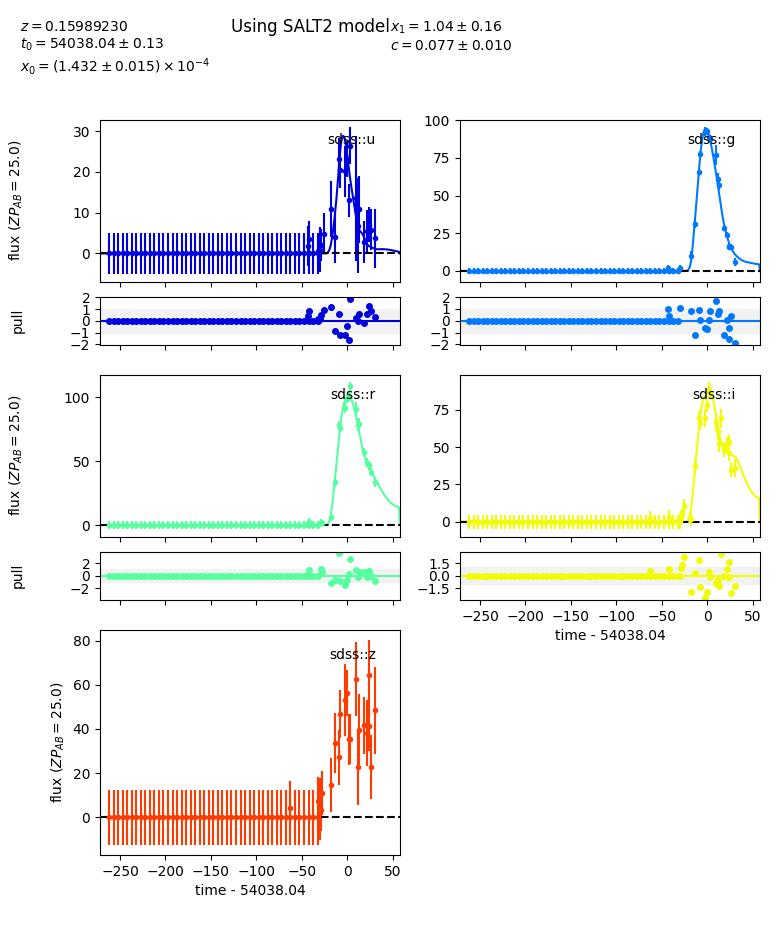 z = 0.15989230
t₀ = 54038.04 ± 0.13
x₀ = (1.432 ± 0.015) × 10⁻⁴
Using SALT2 model
x₁ = 1.04 ± 0.16
c = 0.077 ± 0.010
flux (ZP_AB = 25.0)
30
20
10
0
sdss::u
100
75
50
25
0
sdss::g
pull
2
1
0
−1
−2
2
1
0
−1
−2
flux (ZP_AB = 25.0)
100
50
0
sdss::r
75
50
25
0
sdss::i
pull
2
0
−2
1.5
0.0
−1.5
−250 −200 −150 −100 −50 0 50
time - 54038.04
flux (ZP_AB = 25.0)
80
60
40
20
0
sdss::z
−250 −200 −150 −100 −50 0 50
time - 54038.04